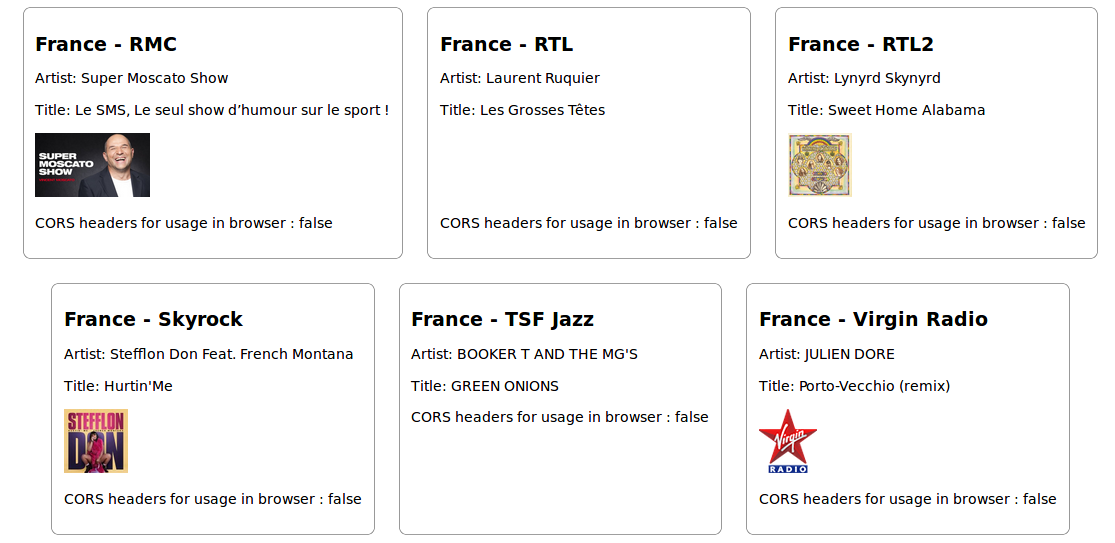 France - RMC
Artist: Super Moscato Show
Title: Le SMS, Le seul show d’humour sur le sport !
SUPER
MOSCATO
SHOW
CORS headers for usage in browser : false
France - RTL
Artist: Laurent Ruquier
Title: Les Grosses Têtes
CORS headers for usage in browser : false
France - RTL2
Artist: Lynyrd Skynyrd
Title: Sweet Home Alabama
CORS headers for usage in browser : false
France - Skyrock
Artist: Stefflon Don Feat. French Montana
Title: Hurtin'Me
STEFFLON
DON
CORS headers for usage in browser : false
France - TSF Jazz
Artist: BOOKER T AND THE MG'S
Title: GREEN ONIONS
CORS headers for usage in browser : false
France - Virgin Radio
Artist: JULIEN DORE
Title: Porto-Vecchio (remix)
Virgin
RADIO
CORS headers for usage in browser : false